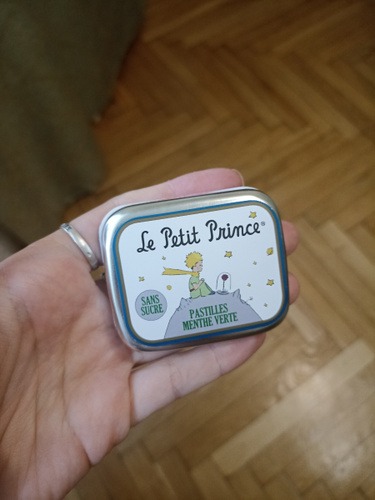 Le Petit Prince®
SANS
SUCRE
PASTILLES
MENTHE VERTE